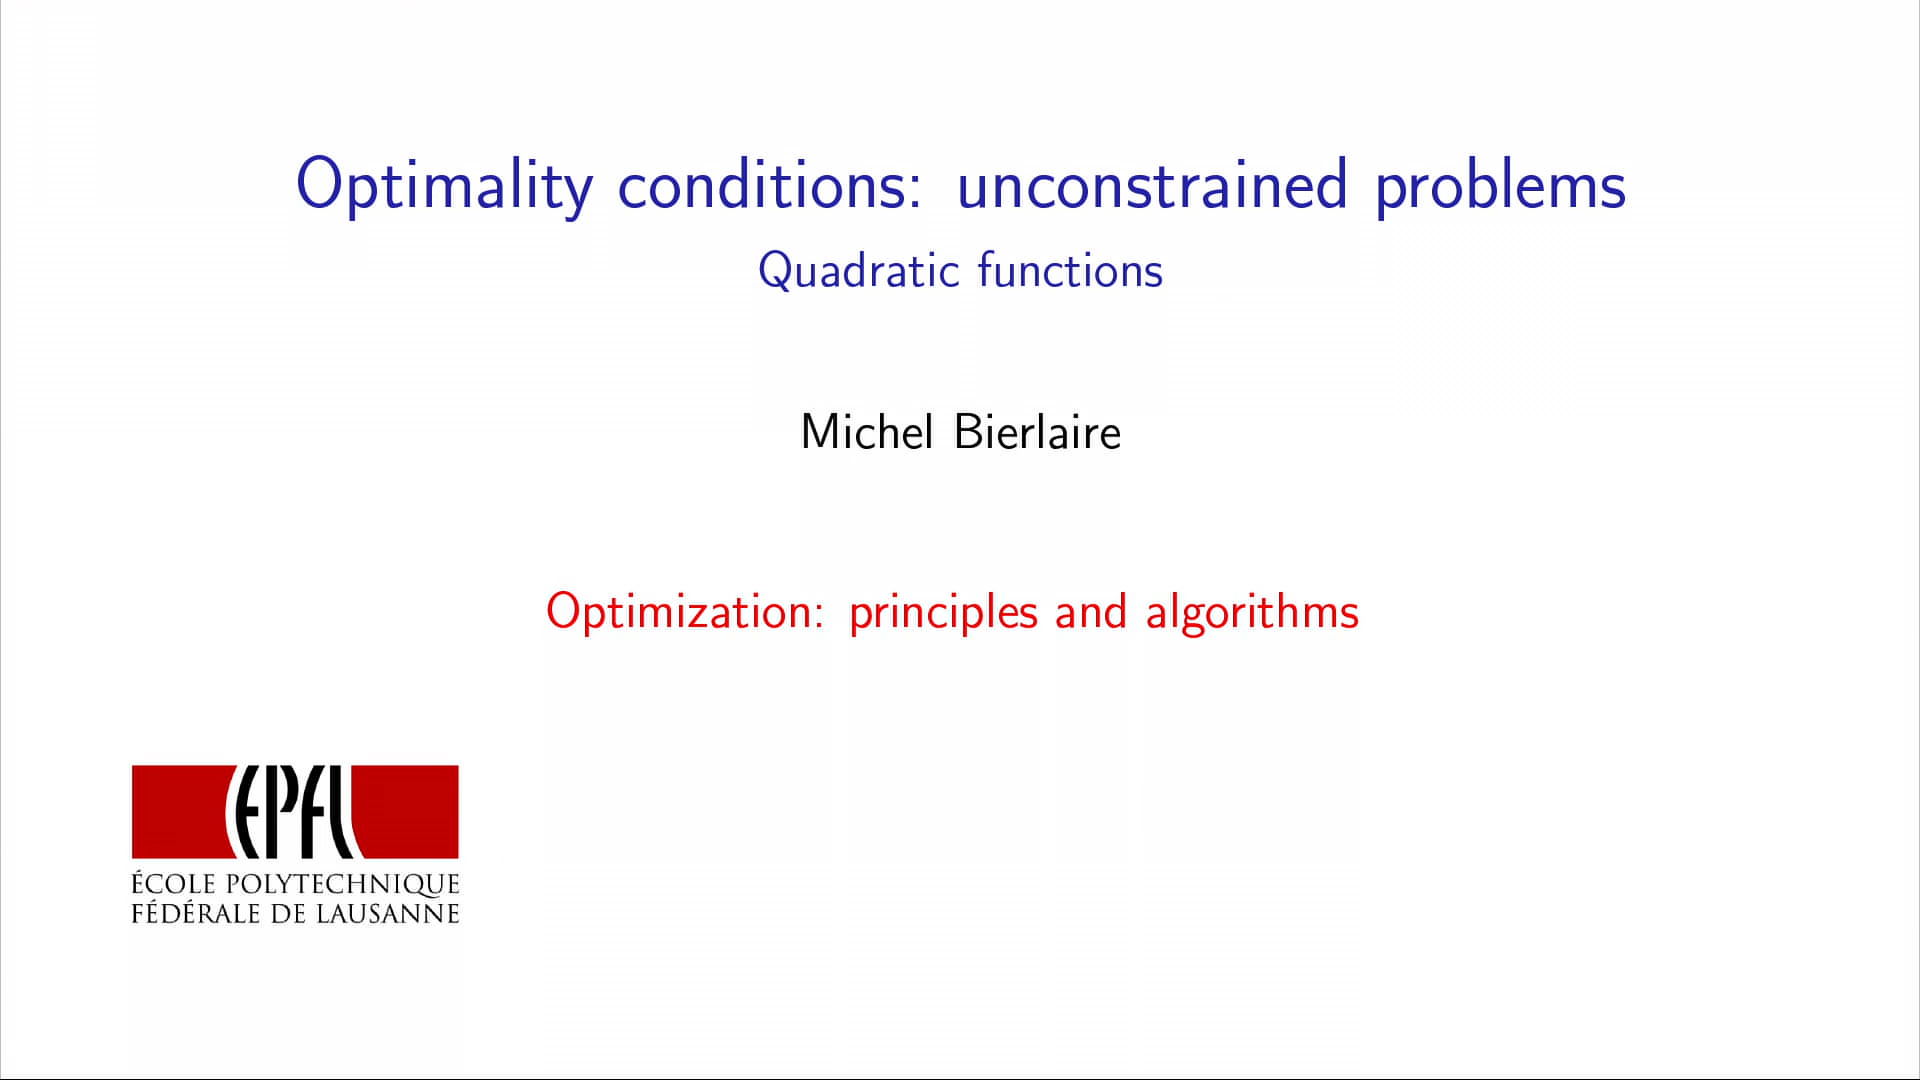 Optimality conditions: unconstrained problems
Quadratic functions
Michel Bierlaire
Optimization: principles and algorithms
EPFL
ÉCOLE POLYTECHNIQUE
FÉDÉRALE DE LAUSANNE